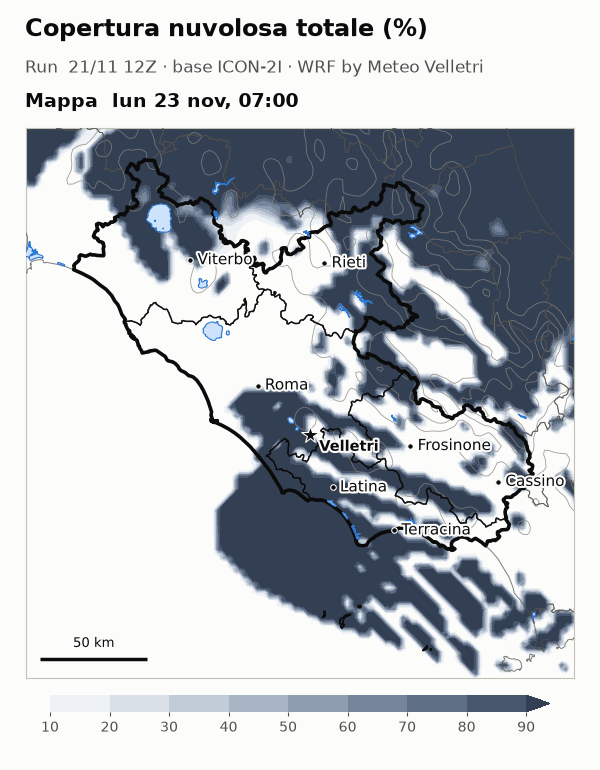 Copertura nuvolosa totale (%)
Run  21/11 12Z · base ICON-2I · WRF by Meteo Velletri
Mappa  lun 23 nov, 07:00
Viterbo
Rieti
Roma
Velletri
Frosinone
Latina
Cassino
Terracina
50 km
10 20 30 40 50 60 70 80 90